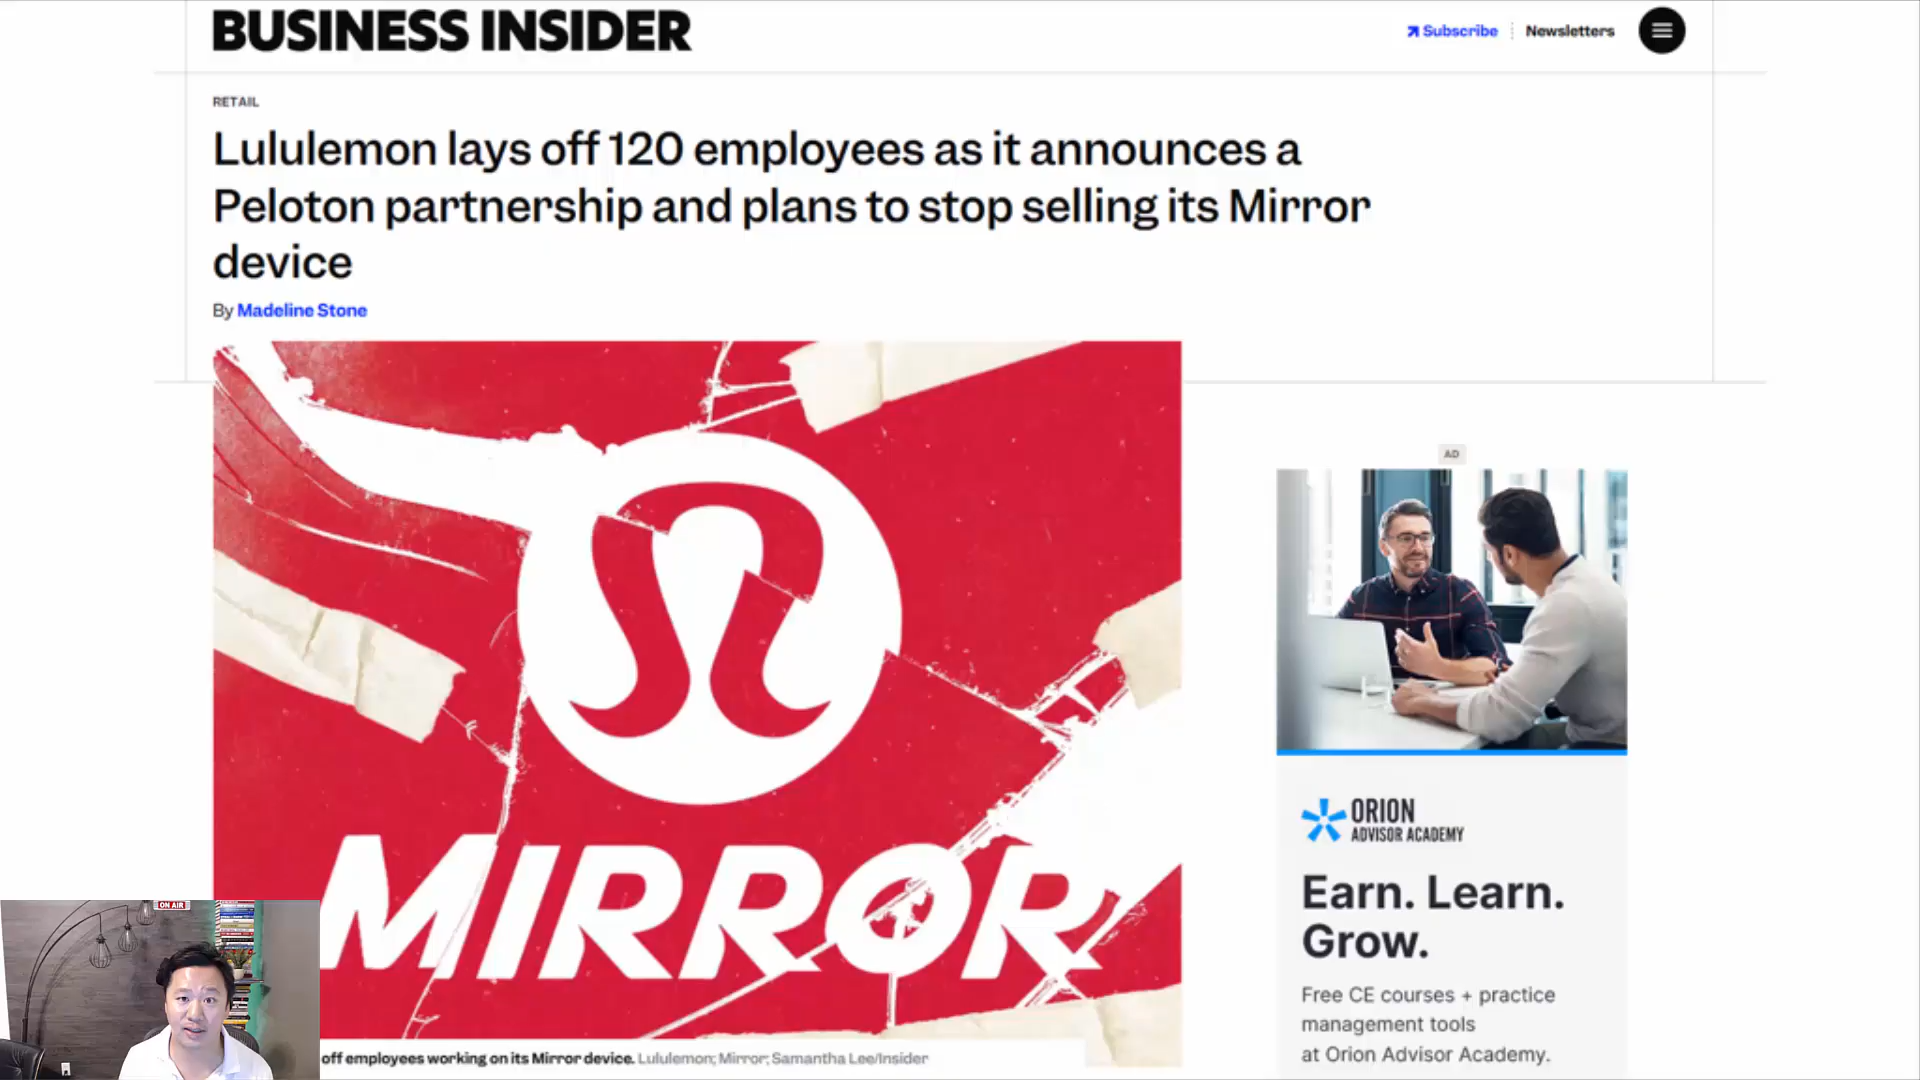 BUSINESS INSIDER
Subscribe
Newsletters
RETAIL
Lululemon lays off 120 employees as it announces a
Peloton partnership and plans to stop selling its Mirror
device
By Madeline Stone
AD
MIRROR
ORION
ADVISOR ACADEMY
Earn. Learn.
Grow.
Free CE courses + practice
management tools
at Orion Advisor Academy.
ON AIR
off employees working on its Mirror device. Lululemon; Mirror; Samantha Lee/Insider